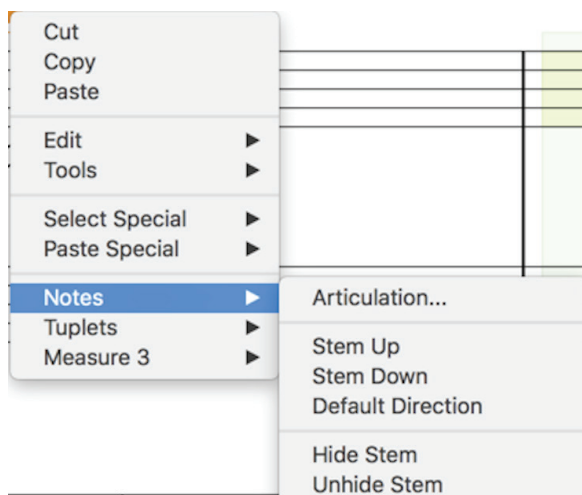 Cut
Copy
Paste
Edit
Tools
Select Special
Paste Special
Notes
Tuplets
Measure 3
Articulation...
Stem Up
Stem Down
Default Direction
Hide Stem
Unhide Stem